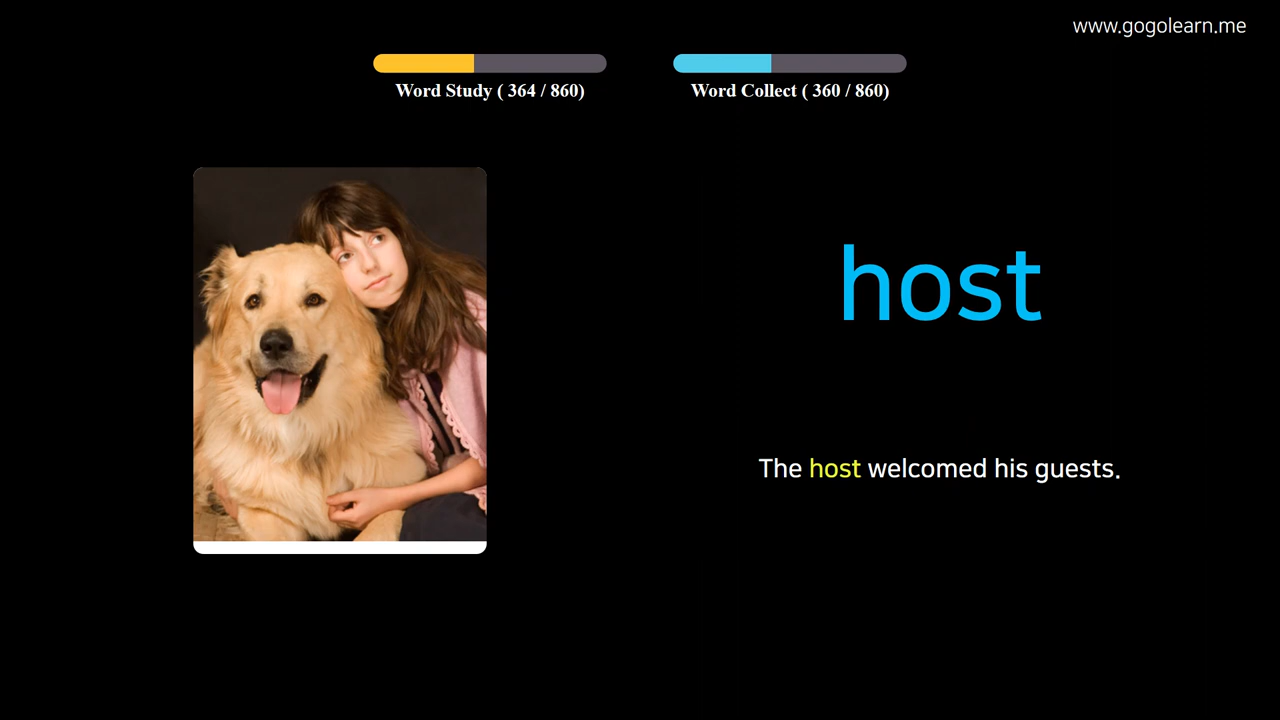 www.gogolearn.me
Word Study ( 364 / 860)
Word Collect ( 360 / 860)
host
The host welcomed his guests.